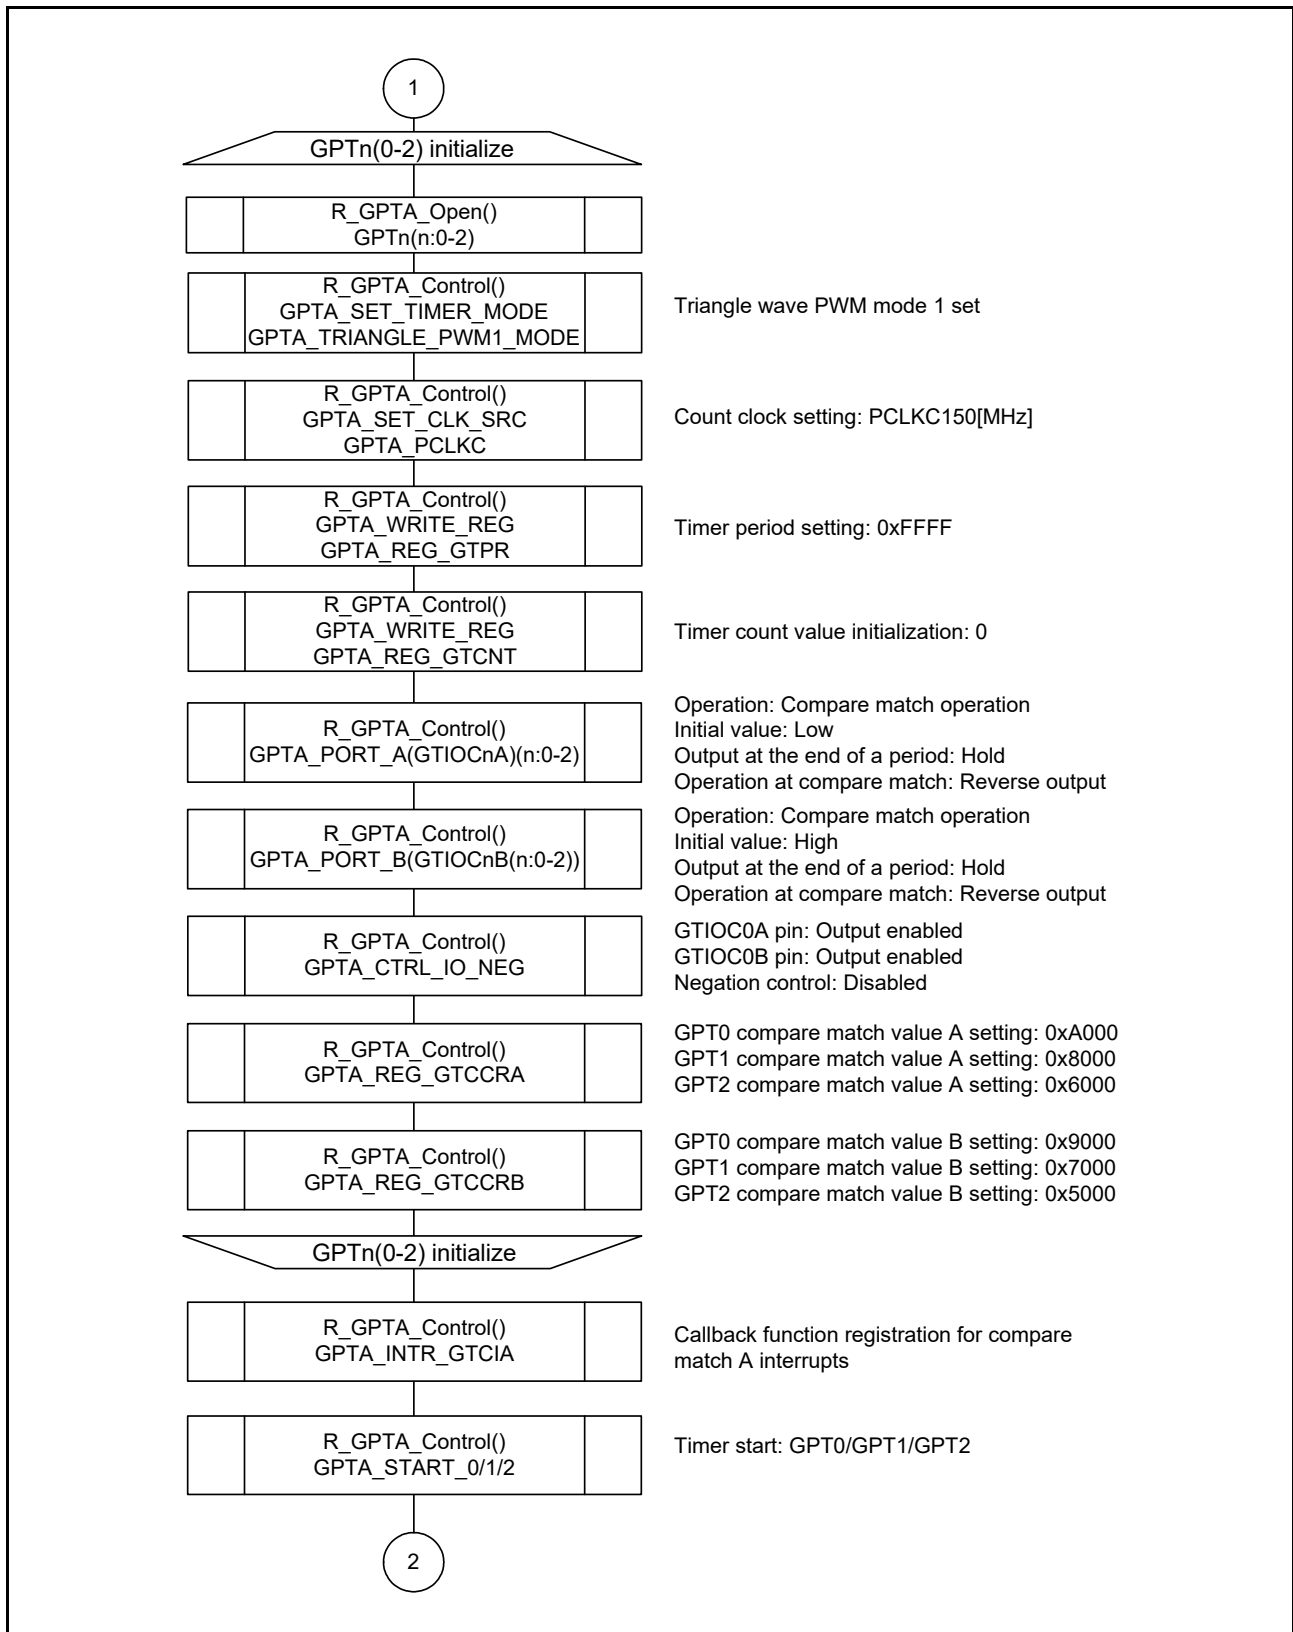 1
GPTn(0-2) initialize
R_GPTA_Open()
GPTn(n:0-2)
R_GPTA_Control()
GPTA_SET_TIMER_MODE
GPTA_TRIANGLE_PWM1_MODE
Triangle wave PWM mode 1 set
R_GPTA_Control()
GPTA_SET_CLK_SRC
GPTA_PCLKC
Count clock setting: PCLKC150[MHz]
R_GPTA_Control()
GPTA_WRITE_REG
GPTA_REG_GTPR
Timer period setting: 0xFFFF
R_GPTA_Control()
GPTA_WRITE_REG
GPTA_REG_GTCNT
Timer count value initialization: 0
R_GPTA_Control()
GPTA_PORT_A(GTIOCnA)(n:0-2)
Operation: Compare match operation
Initial value: Low
Output at the end of a period: Hold
Operation at compare match: Reverse output
R_GPTA_Control()
GPTA_PORT_B(GTIOCnB(n:0-2))
Operation: Compare match operation
Initial value: High
Output at the end of a period: Hold
Operation at compare match: Reverse output
R_GPTA_Control()
GPTA_CTRL_IO_NEG
GTIOC0A pin: Output enabled
GTIOC0B pin: Output enabled
Negation control: Disabled
R_GPTA_Control()
GPTA_REG_GTCCRA
GPT0 compare match value A setting: 0xA000
GPT1 compare match value A setting: 0x8000
GPT2 compare match value A setting: 0x6000
R_GPTA_Control()
GPTA_REG_GTCCRB
GPT0 compare match value B setting: 0x9000
GPT1 compare match value B setting: 0x7000
GPT2 compare match value B setting: 0x5000
GPTn(0-2) initialize
R_GPTA_Control()
GPTA_INTR_GTCIA
Callback function registration for compare
match A interrupts
R_GPTA_Control()
GPTA_START_0/1/2
Timer start: GPT0/GPT1/GPT2
2